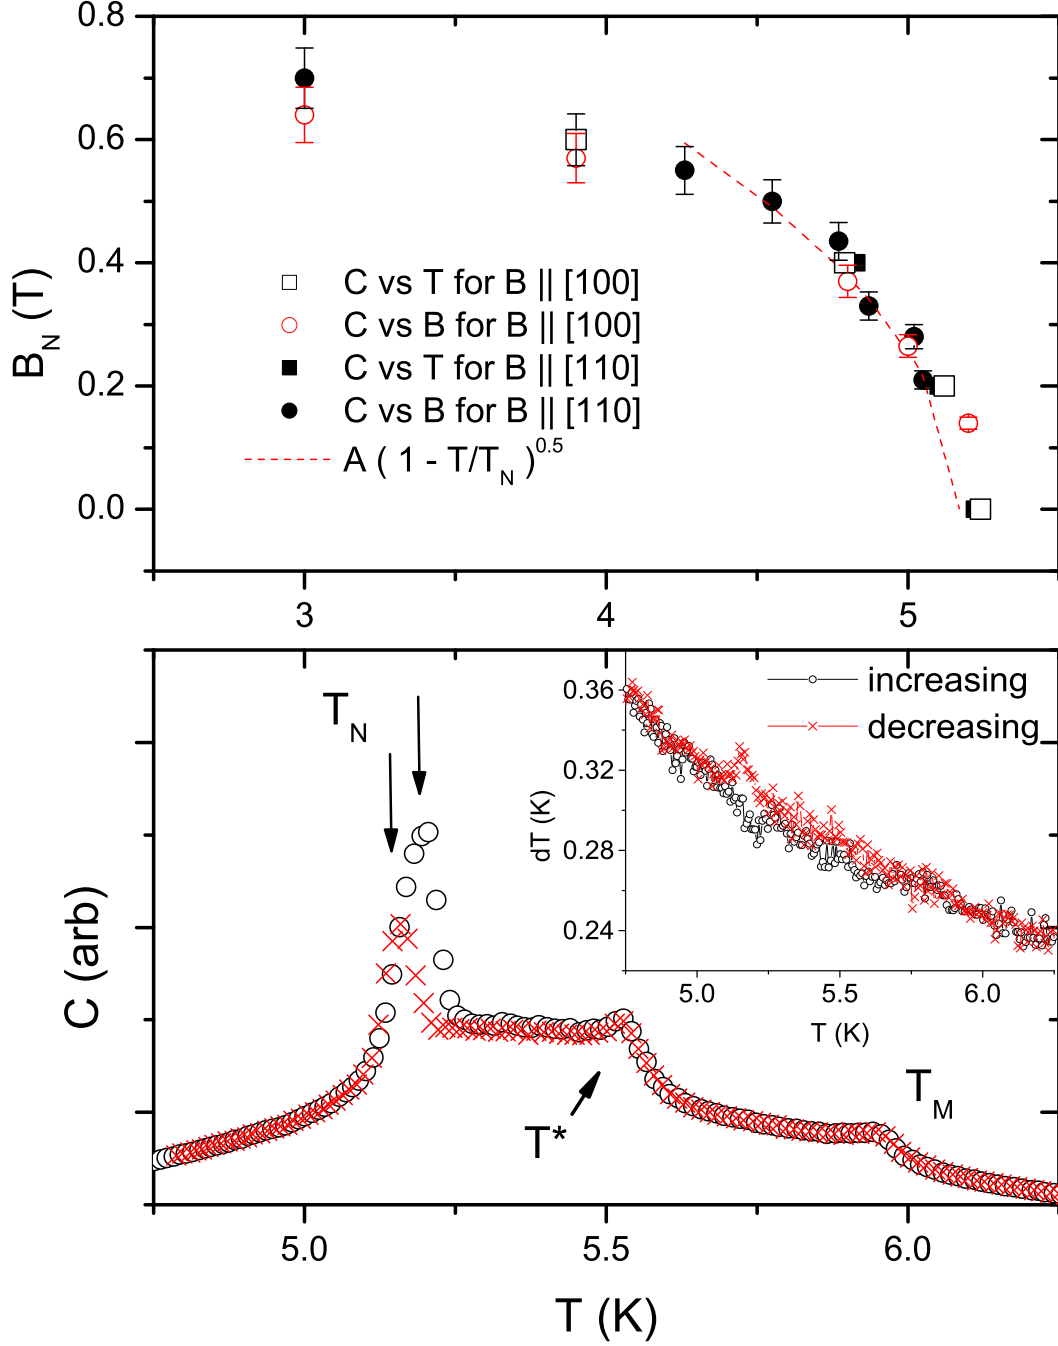 0.8
0.6
0.4
0.2
0.0
B_N (T)
C vs T for B || [100]
C vs B for B || [100]
C vs T for B || [110]
C vs B for B || [110]
A ( 1 - T/T_N )^0.5
3 4 5
T_N
T*
T_M
C (arb)
5.0 5.5 6.0
T (K)
increasing
decreasing
0.36
0.32
0.28
0.24
dT (K)
5.0 5.5 6.0
T (K)